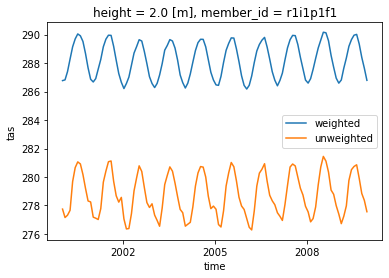 height = 2.0 [m], member_id = r1i1p1f1
290
288
286
284
282
280
278
276
tas
weighted
unweighted
2002
2005
2008
time